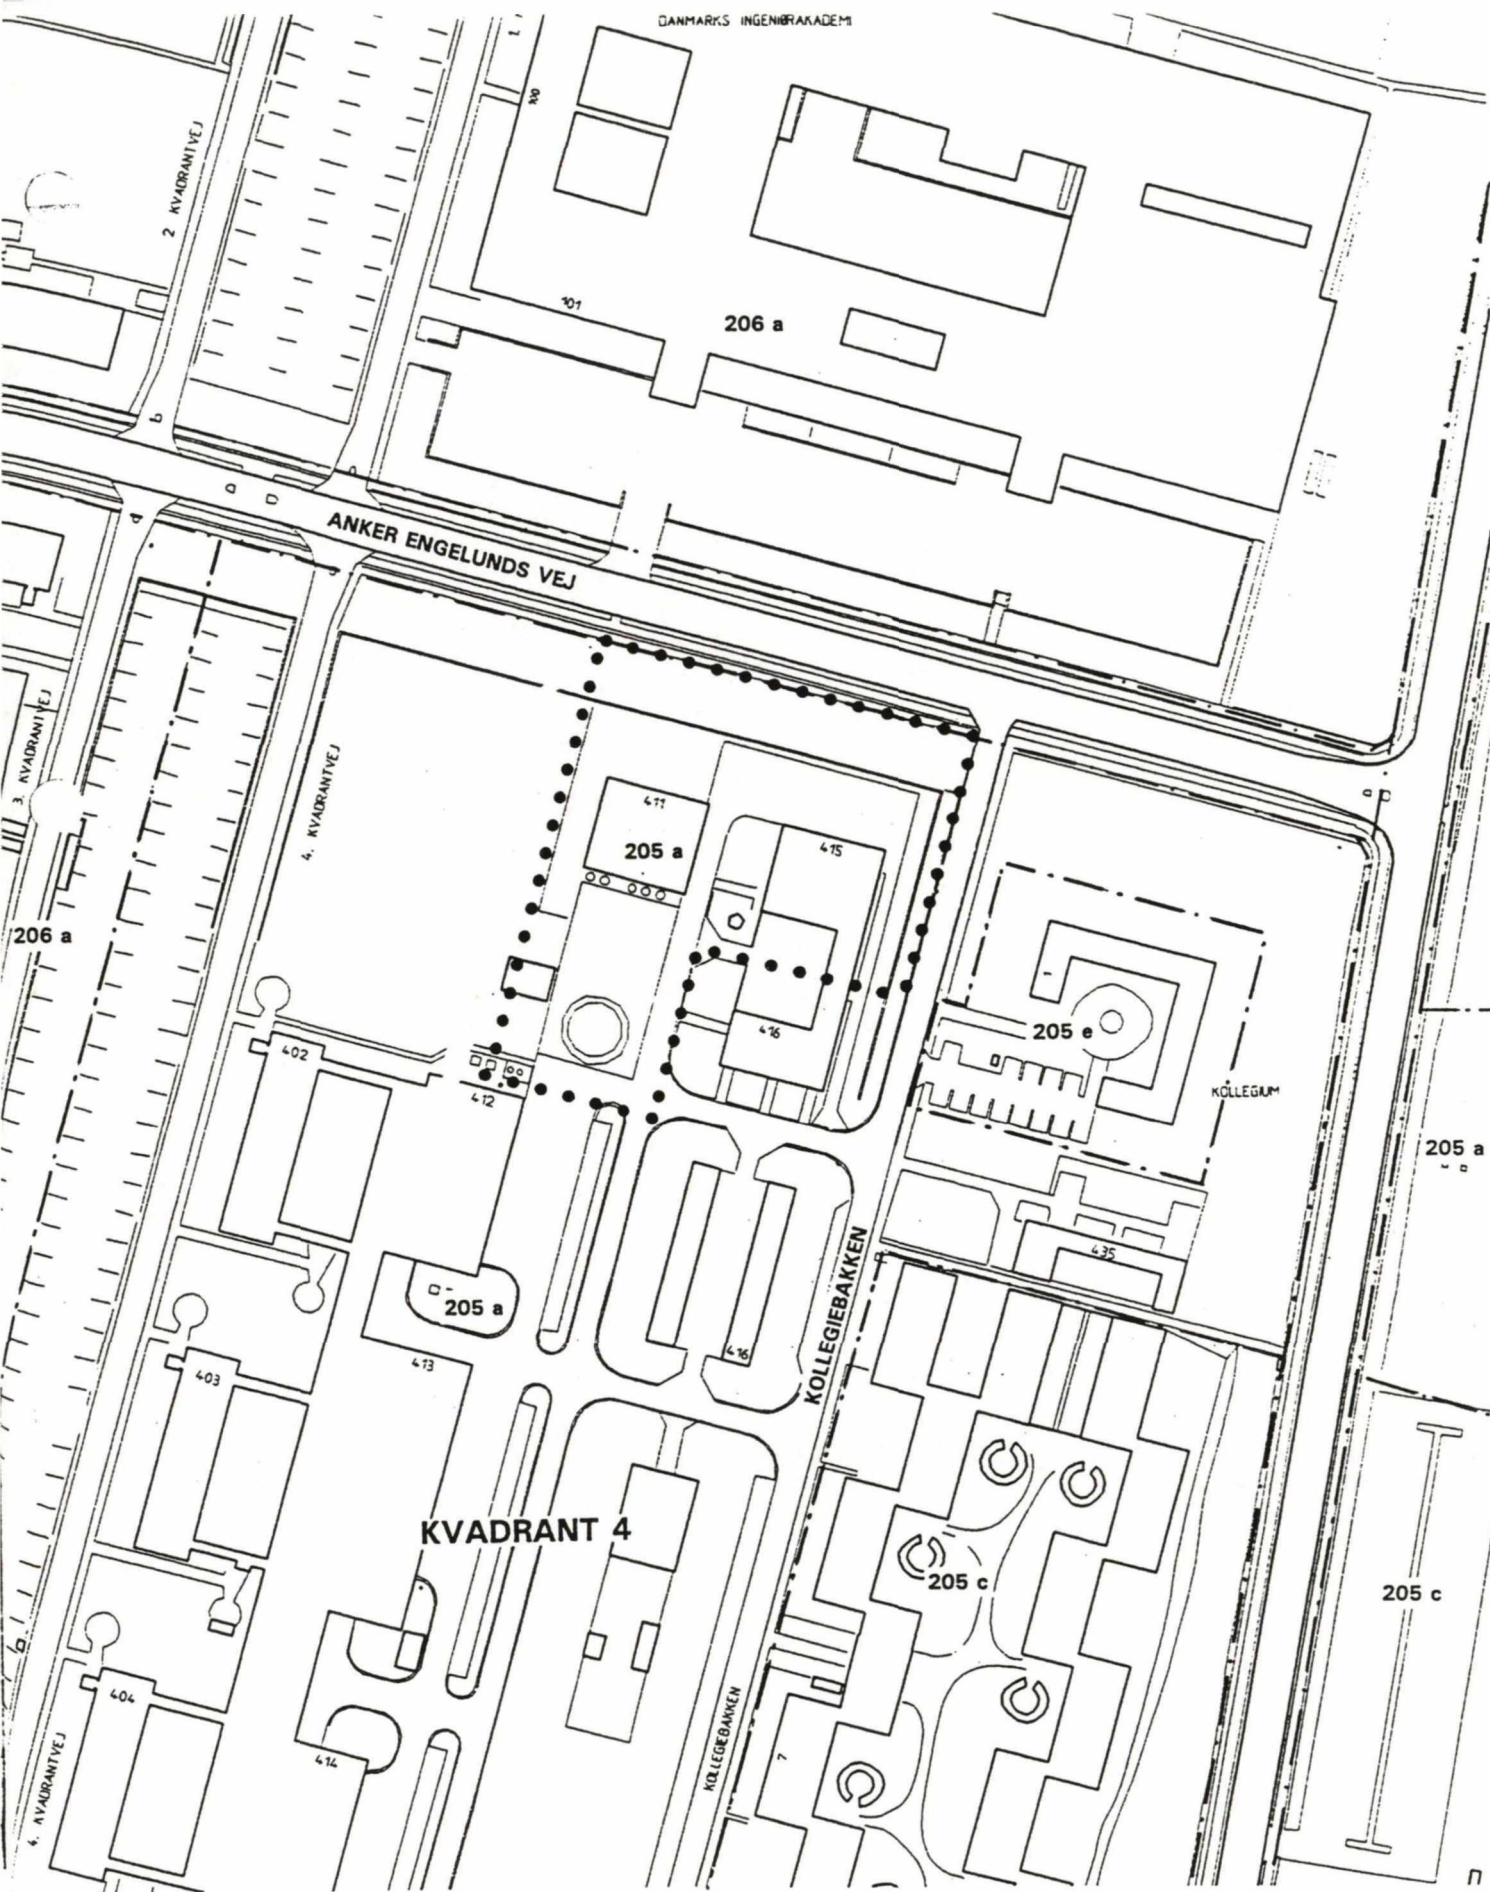 DANMARKS INGENIØRAKADEMI
100
2 KVADRANTVEJ
101
206 a
ANKER ENGELUNDS VEJ
3. KVADRANTVEJ
4. KVADRANTVEJ
411
205 a
415
206 a
416
205 e
402
412
KOLLEGIUM
205 a
435
205 a
KOLLEGIEBAKKEN
416
413
403
KVADRANT 4
205 c
205 c
404
414
KOLLEGIEBAKKEN
7
4. KVADRANTVEJ